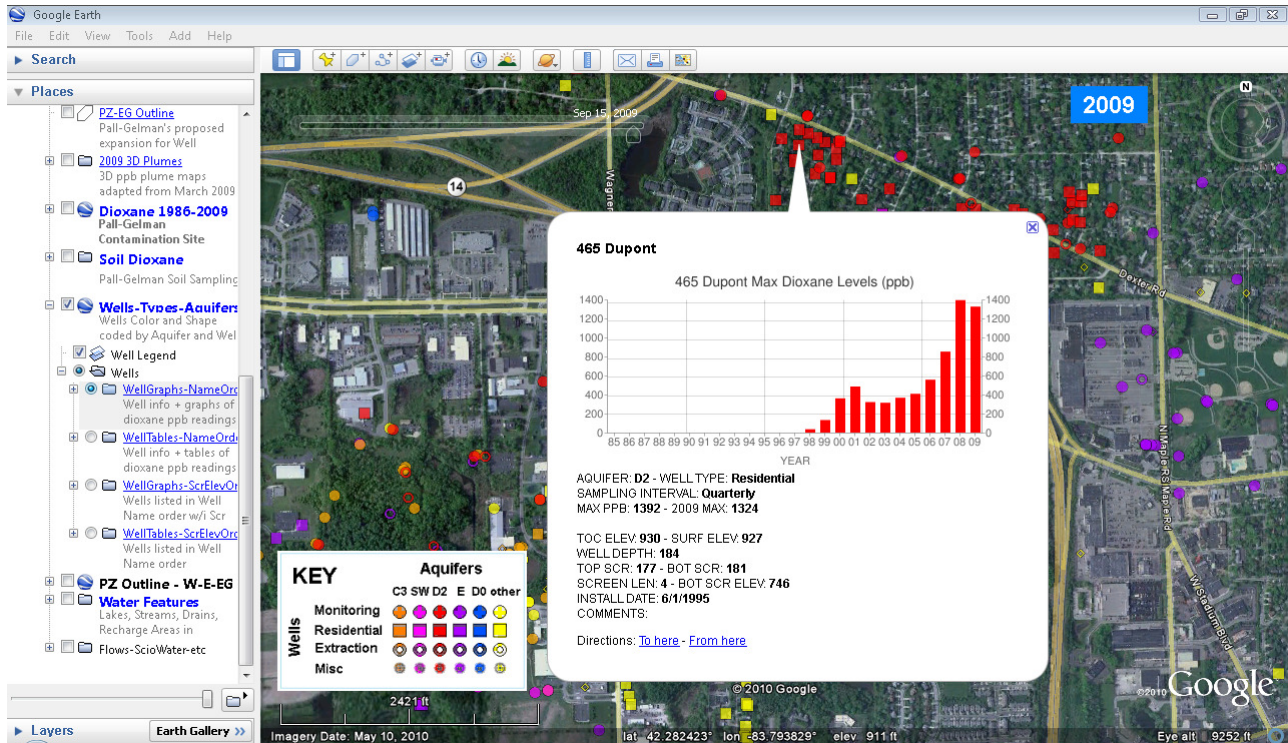 Google Earth
File Edit View Tools Add Help
Search
Places
PZ-EG Outline
Pall-Gelman's proposed
expansion for Well
2009 3D Plumes
3D ppb plume maps
adapted from March 2009
Dioxane 1986-2009
Pall-Gelman
Contamination Site
Soil Dioxane
Pall-Gelman Soil Sampling
Wells-Types-Aquifers
Wells Color and Shape
coded by Aquifer and Wel
Well Legend
Wells
WellGraphs-NameOrd
Well info + graphs of
dioxane ppb readings
WellTables-NameOrde
Well info + tables of
dioxane ppb readings
WellGraphs-ScrElevOr
Wells listed in Well
Name order w/i Scr
WellTables-ScrElevOrd
Wells listed in Well
Name order
PZ Outline - W-E-EG
Water Features
Lakes, Streams, Drains,
Recharge Areas in
Flows-ScioWater-etc
Layers
Earth Gallery >>
Sep 15, 2009
2009
N
14
Wagner
Dexter Rd
N Maple Rd
S Maple Rd
W Stadium Blvd
465 Dupont
465 Dupont Max Dioxane Levels (ppb)
1400 1400
1200 1200
1000 1000
800 800
600 600
400 400
200 200
0 0
85 86 87 88 89 90 91 92 93 94 95 96 97 98 99 00 01 02 03 04 05 06 07 08 09
YEAR
AQUIFER: D2 - WELL TYPE: Residential
SAMPLING INTERVAL: Quarterly
MAX PPB: 1392 - 2009 MAX: 1324
TOC ELEV: 930 - SURF ELEV: 927
WELL DEPTH: 184
TOP SCR: 177 - BOT SCR: 181
SCREEN LEN: 4 - BOT SCR ELEV: 746
INSTALL DATE: 6/1/1995
COMMENTS:
Directions: To here - From here
KEY
Aquifers
C3 SW D2 E D0 other
Wells
Monitoring
Residential
Extraction
Misc
2421 ft
© 2010 Google
©2010 Google
Imagery Date: May 10, 2010 lat 42.282423° lon -83.793829° elev 911 ft Eye alt 9252 ft